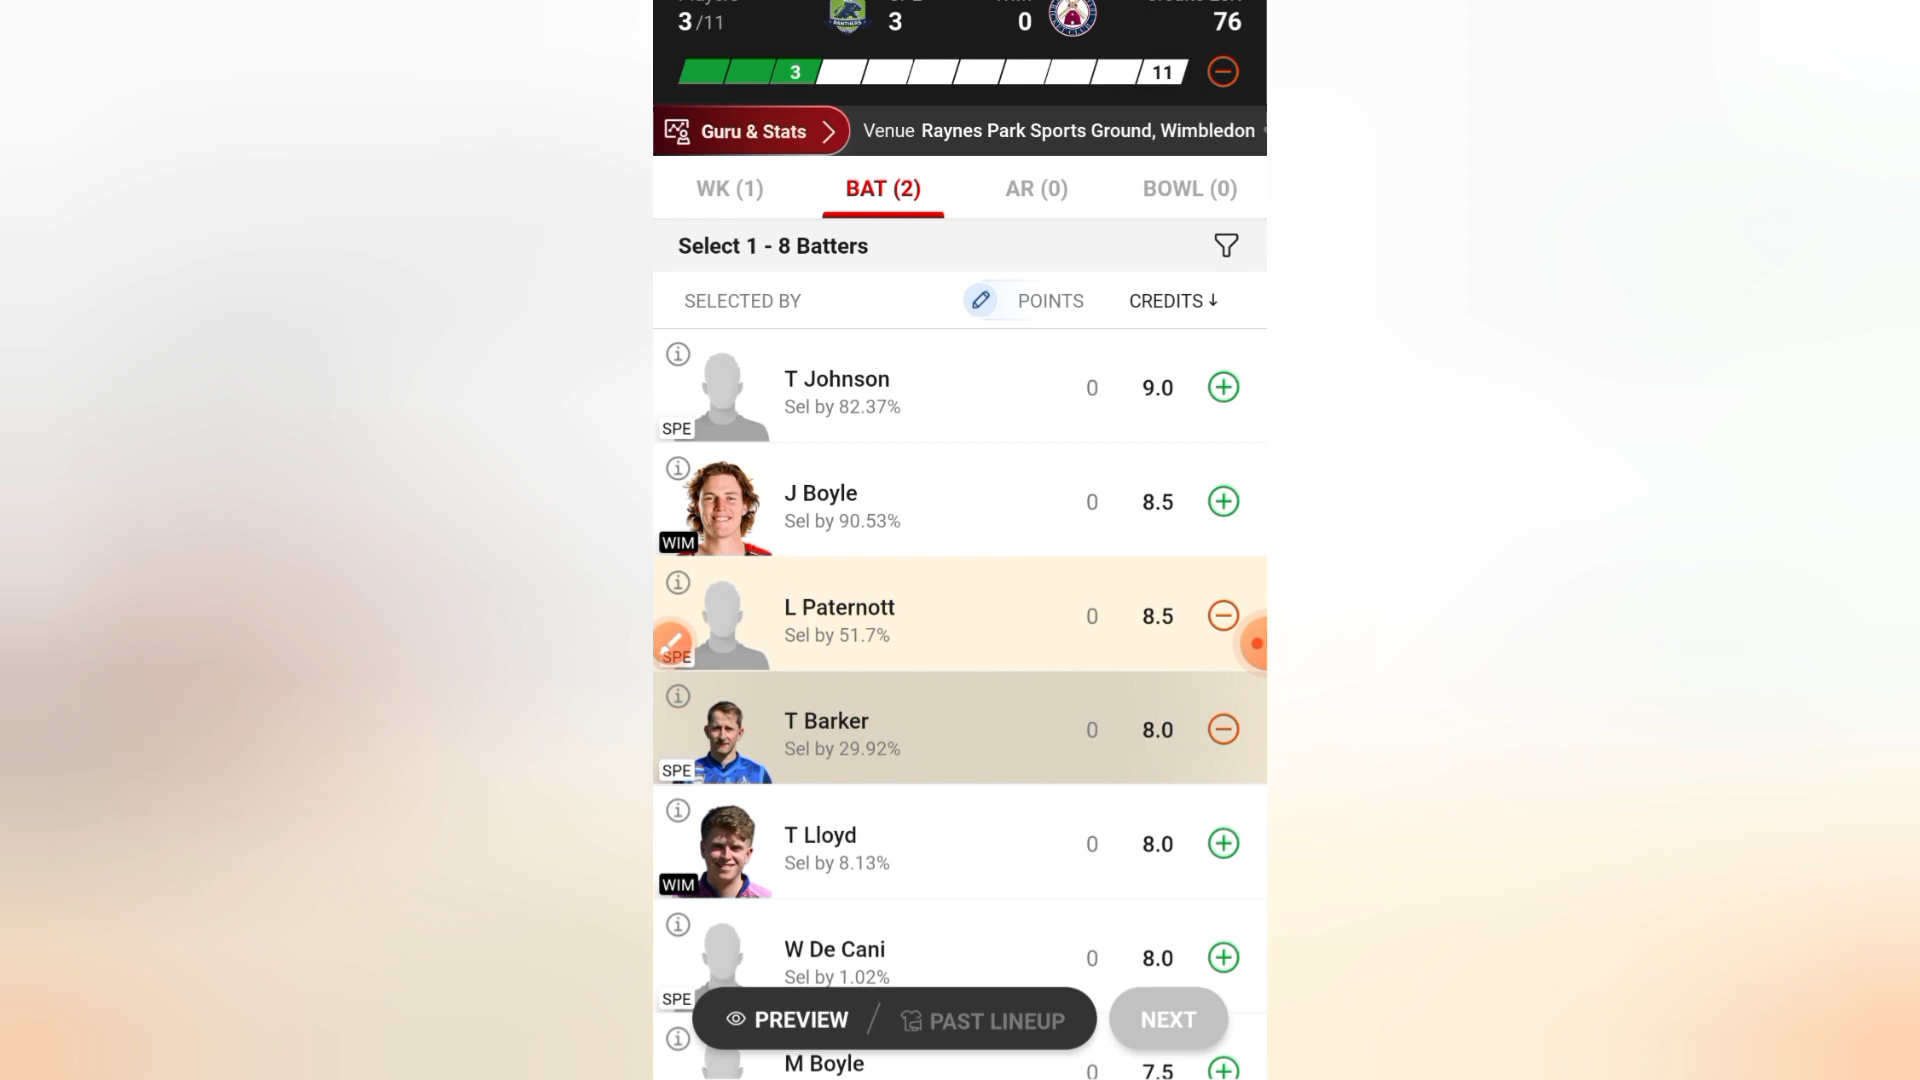 3 /11
PANTHERS
3
0
76
3
11
Guru & Stats
Venue Raynes Park Sports Ground, Wimbledon
WK (1)
BAT (2)
AR (0)
BOWL (0)
Select 1 - 8 Batters
SELECTED BY
POINTS
CREDITS↓
T Johnson
Sel by 82.37%
SPE
0
9.0
J Boyle
Sel by 90.53%
WIM
0
8.5
L Paternott
Sel by 51.7%
SPE
0
8.5
T Barker
Sel by 29.92%
SPE
0
8.0
T Lloyd
Sel by 8.13%
WIM
0
8.0
W De Cani
Sel by 1.02%
SPE
0
8.0
PREVIEW
PAST LINEUP
NEXT
M Boyle
0
7.5